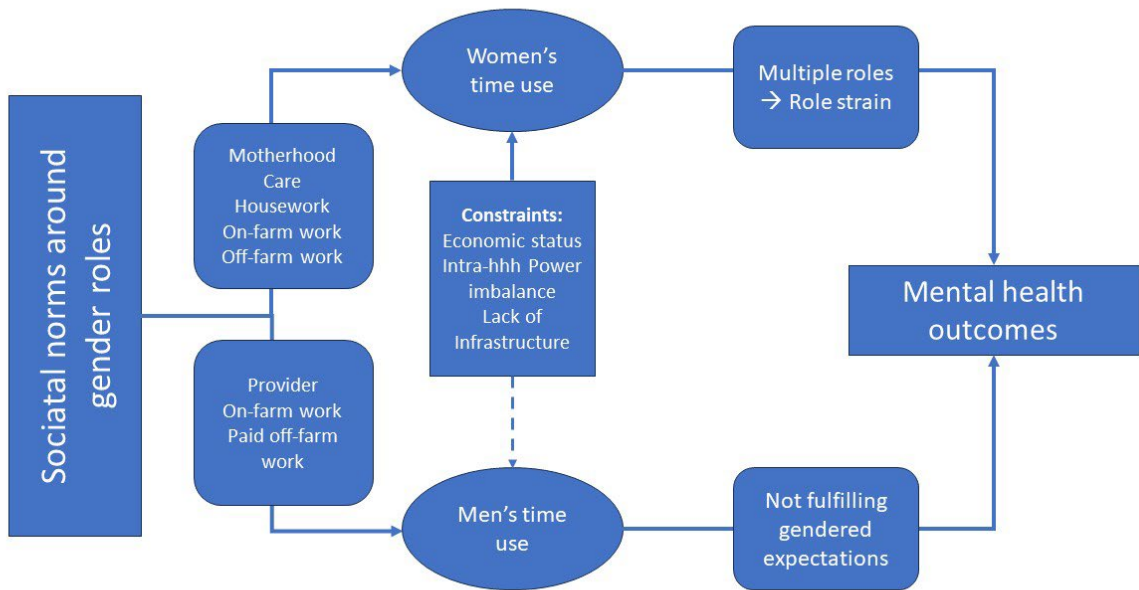 Sociatal norms around
gender roles
Motherhood
Care
Housework
On-farm work
Off-farm work
Provider
On-farm work
Paid off-farm
work
Women's
time use
Constraints:
Economic status
Intra-hhh Power
imbalance
Lack of
Infrastructure
Men's time
use
Multiple roles
→ Role strain
Not fulfilling
gendered
expectations
Mental health
outcomes